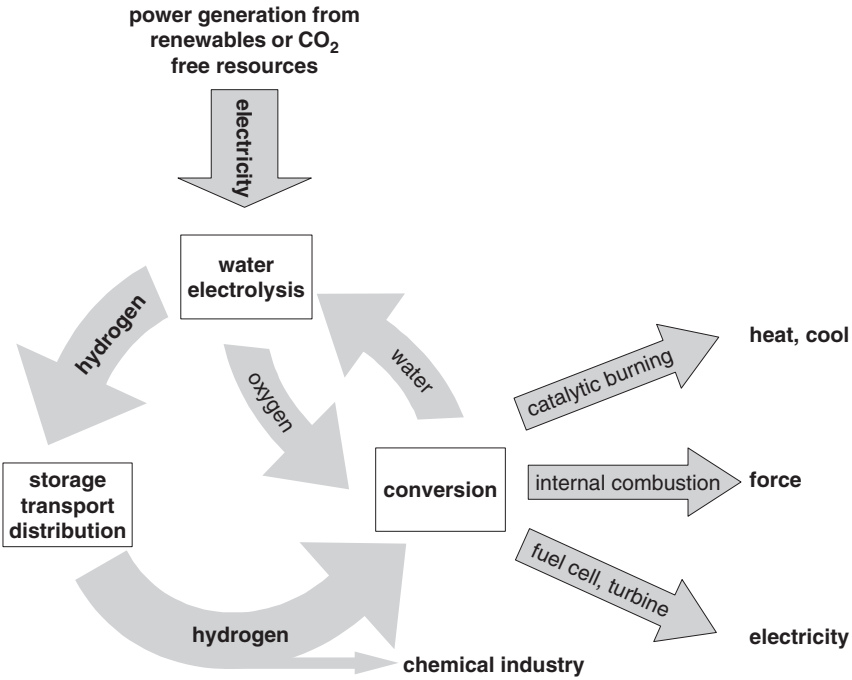 power generation from
renewables or CO₂
free resources
electricity
water
electrolysis
hydrogen
oxygen
water
catalytic burning
heat, cool
storage
transport
distribution
conversion
internal combustion
force
fuel cell, turbine
electricity
hydrogen
chemical industry